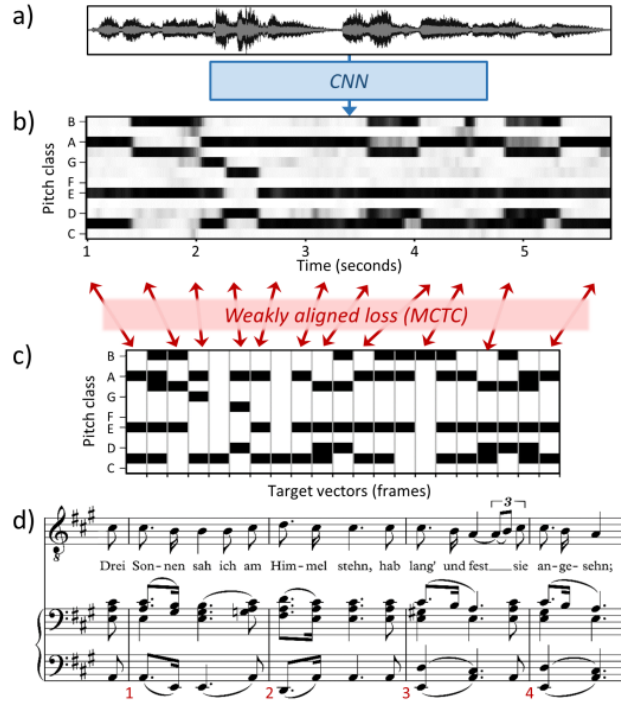 a)
CNN
b)
Pitch class
B
A
G
F
E
D
C
1 2 3 4 5
Time (seconds)
Weakly aligned loss (MCTC)
c)
Pitch class
B
A
G
F
E
D
C
Target vectors (frames)
d)
3
8
Drei Son-nen sah ich am Him-mel stehn, hab lang' und fest___ sie an-ge-sehn;
1 2 3 4